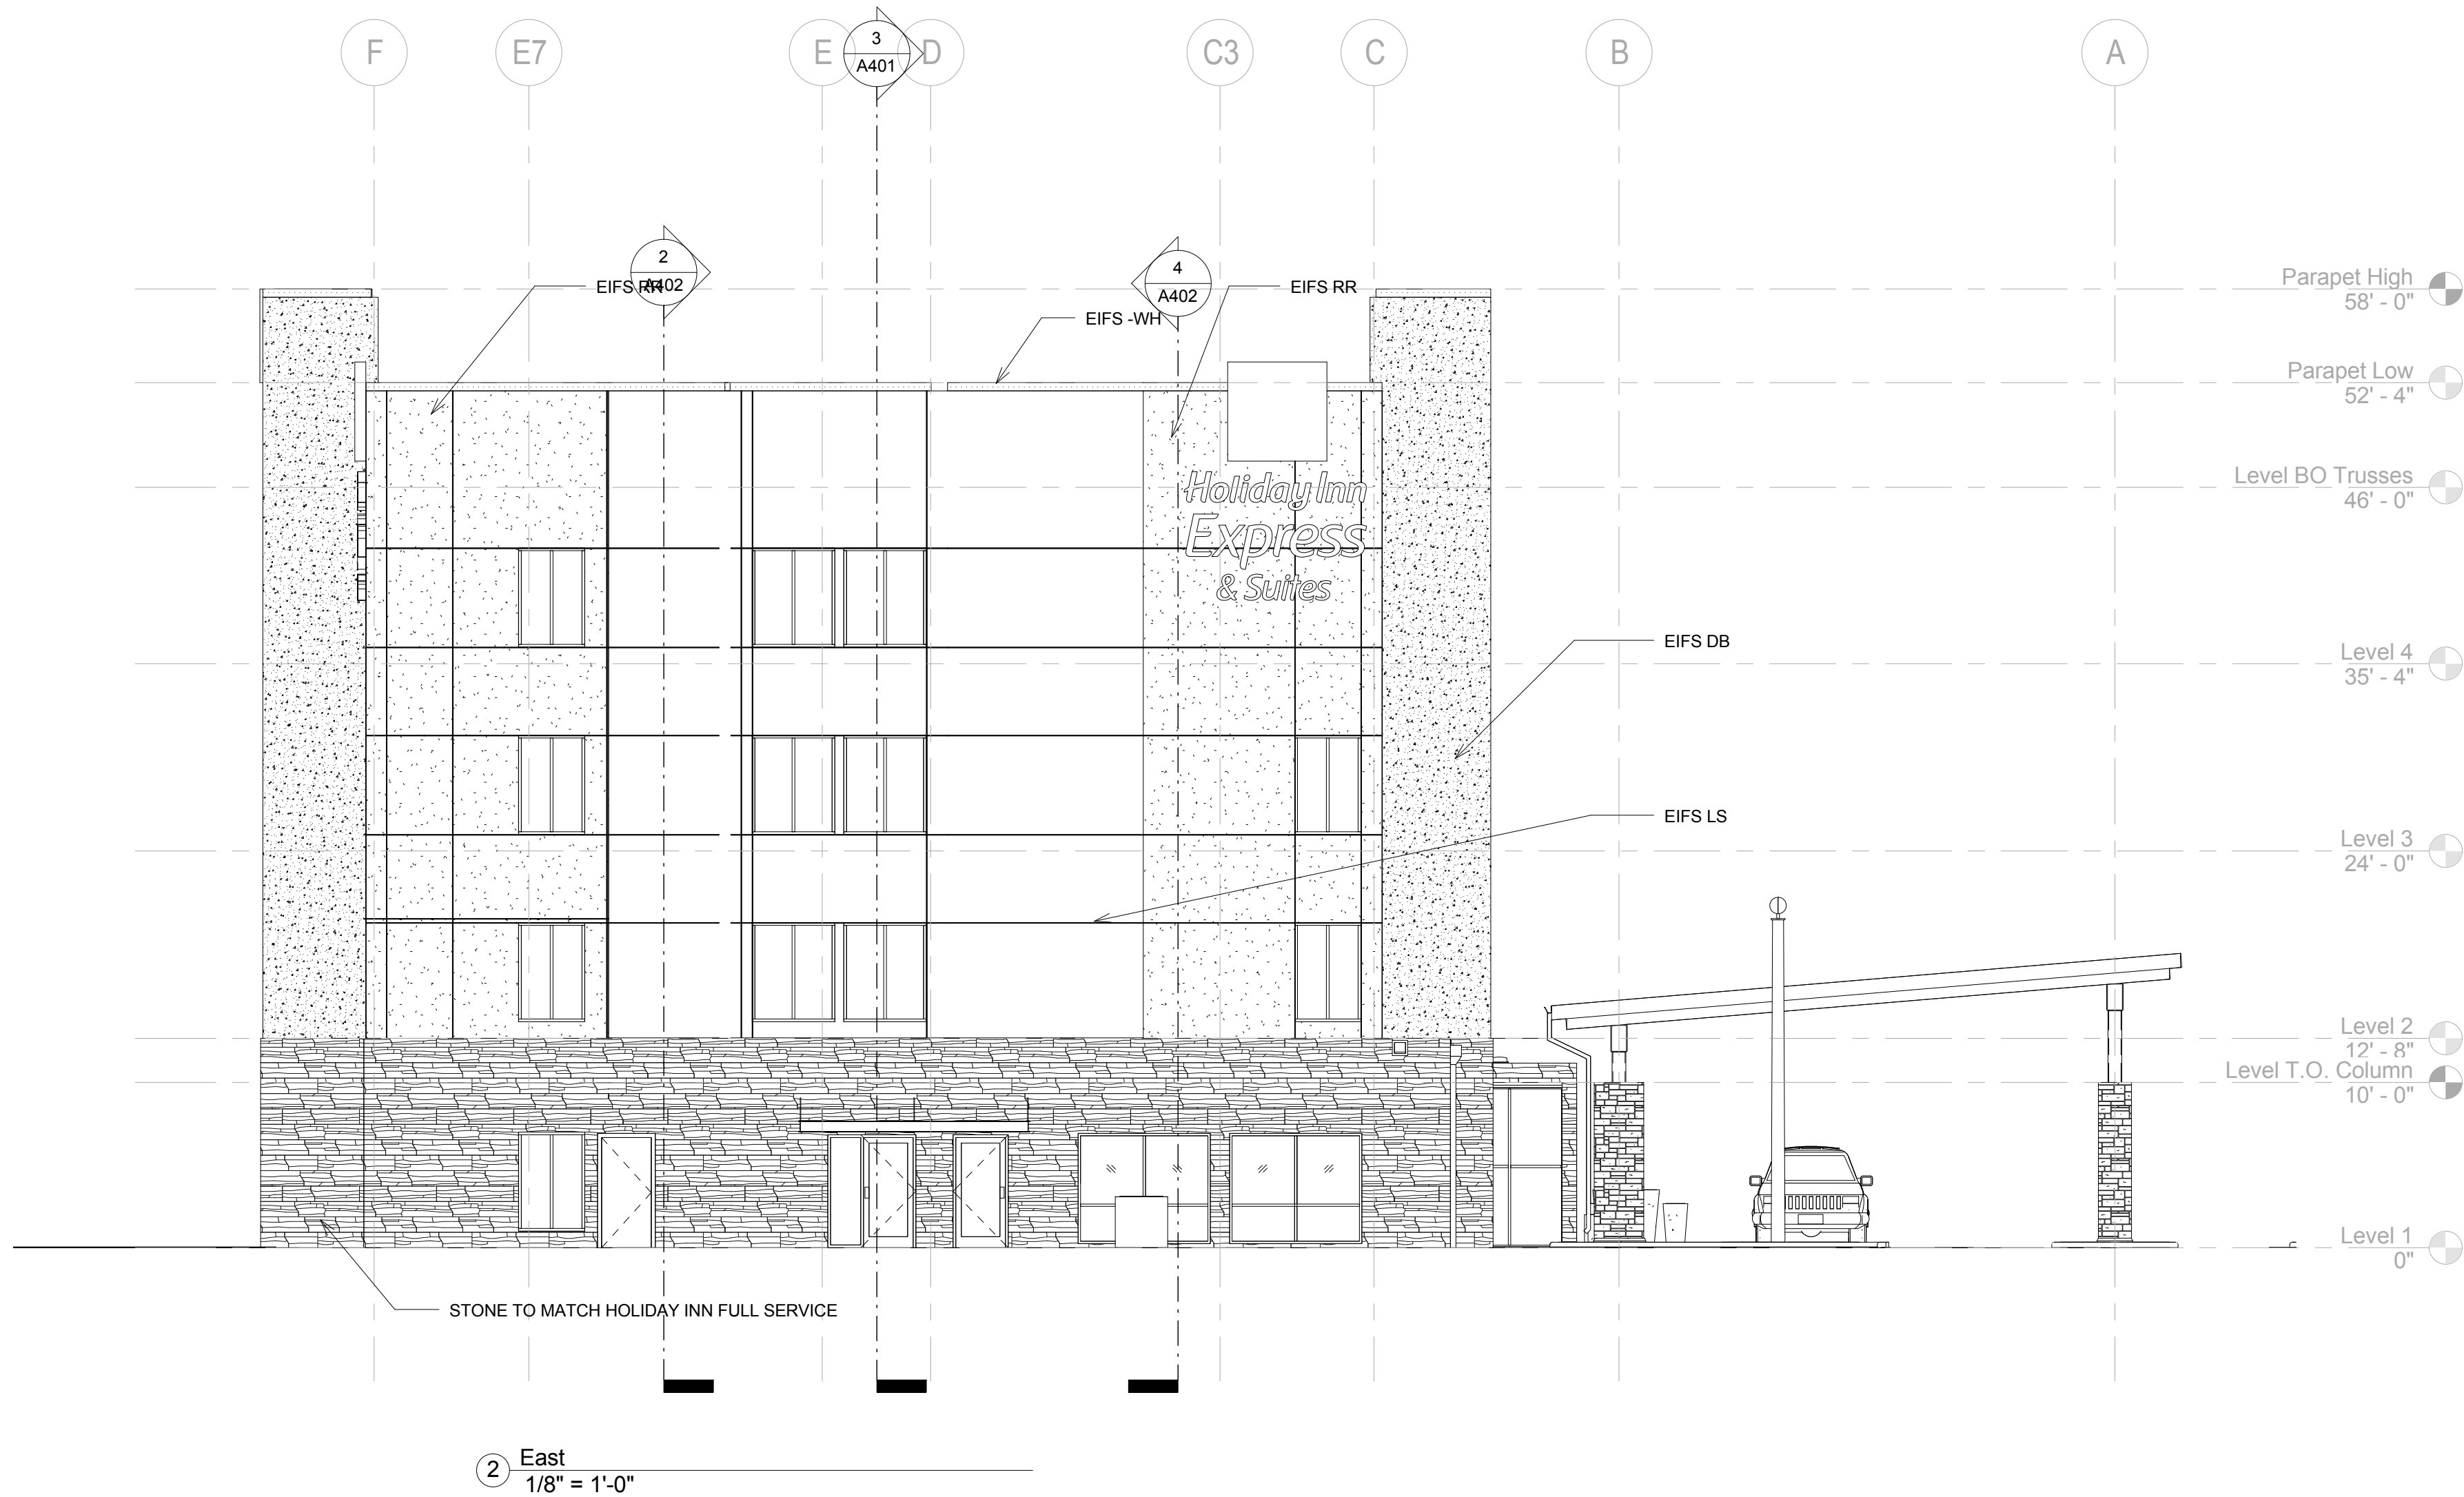 F
E7
E
3
A401
D
C3
C
B
A
2
A402
EIFS RR
4
A402
EIFS RR
EIFS -WH
Parapet High
58' - 0"
Parapet Low
52' - 4"
Level BO Trusses
46' - 0"
Holiday Inn
Express
& Suites
EIFS DB
Level 4
35' - 4"
EIFS LS
Level 3
24' - 0"
Level 2
12' - 8"
Level T.O. Column
10' - 0"
Level 1
0"
STONE TO MATCH HOLIDAY INN FULL SERVICE
2
East
1/8" = 1'-0"